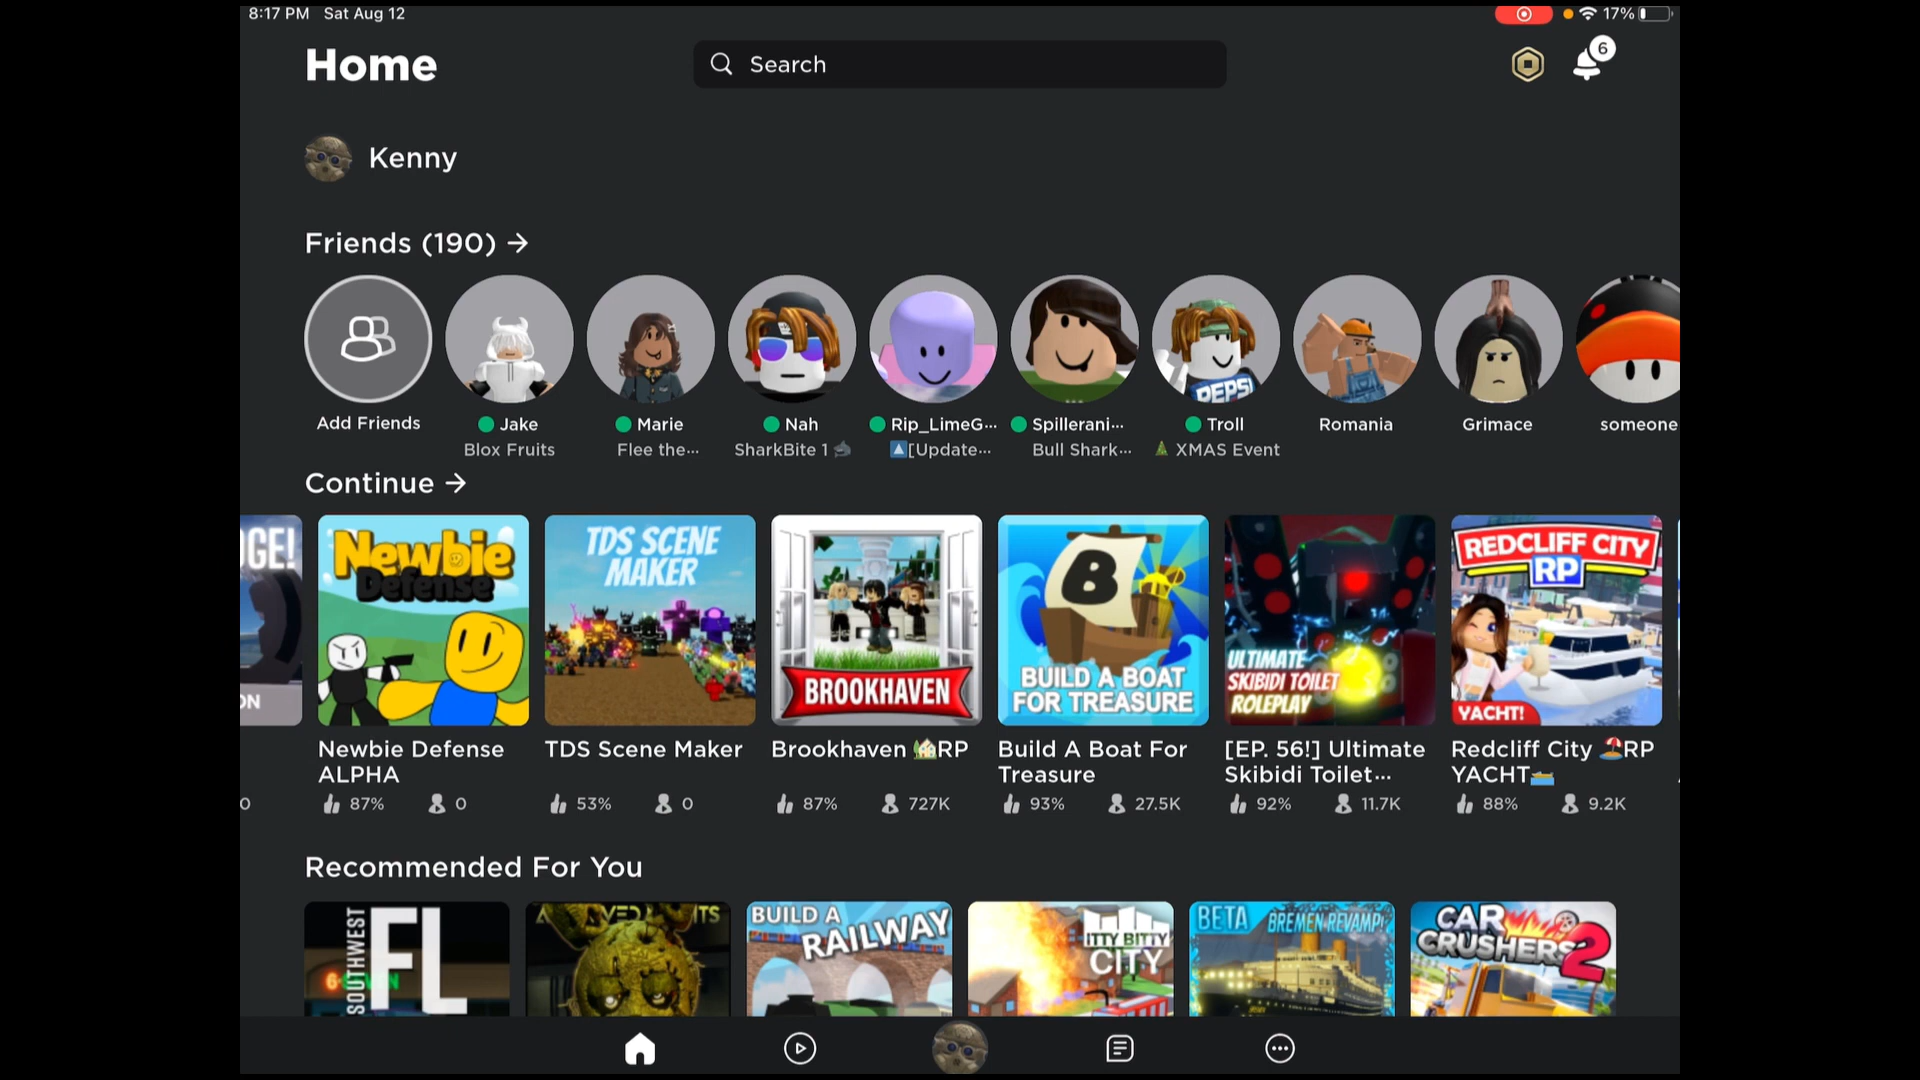 8:17 PM Sat Aug 12
17%
Home
Search
6
Kenny
Friends (190) →
PEPSI
Add Friends
Jake
Marie
Nah
Rip_LimeG...
Spillerani...
Troll
Romania
Grimace
someone
Blox Fruits
Flee the...
SharkBite 1
[Update...
Bull Shark...
XMAS Event
Continue →
GE!
ON
Newbie
Defense
TDS SCENE
MAKER
BROOKHAVEN
B
BUILD A BOAT
FOR TREASURE
ULTIMATE
SKIBIDI TOILET
ROLEPLAY
REDCLIFF CITY
RP
YACHT!
Newbie Defense
ALPHA
TDS Scene Maker
Brookhaven 🏡RP
Build A Boat For
Treasure
[EP. 56!] Ultimate
Skibidi Toilet...
Redcliff City 🏖️RP
YACHT🚤
0
87% 0
53% 0
87% 727K
93% 27.5K
92% 11.7K
88% 9.2K
Recommended For You
SOUTHWEST
FL
BUILD A
RAILWAY
ITTY BITTY
CITY
BETA
BREMEN REVAMP!
CAR
CRUSHERS
2